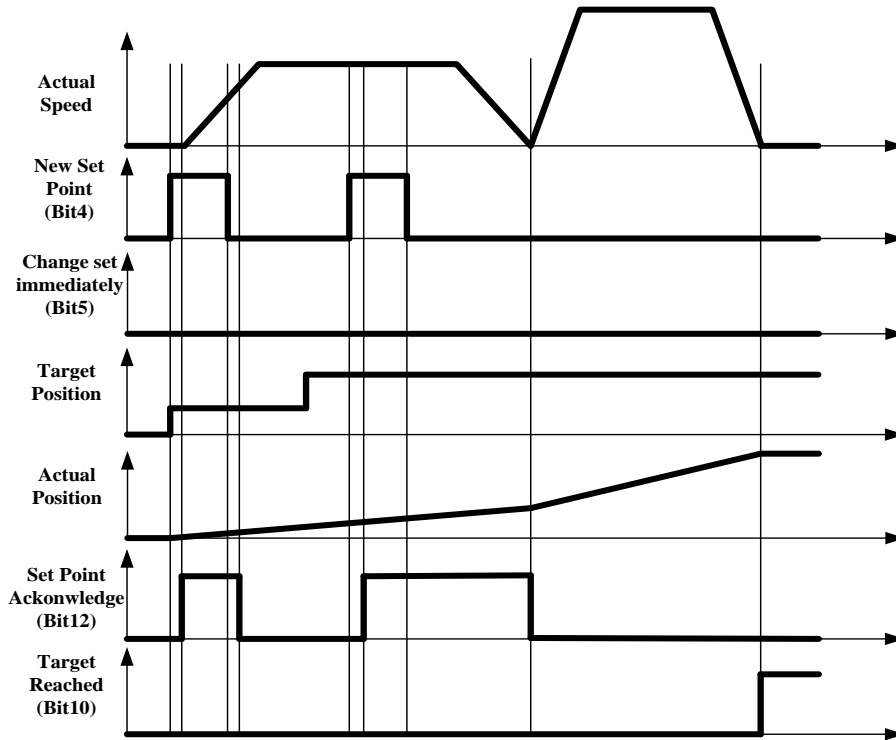 Actual
Speed
New Set
Point
(Bit4)
Change set
immediately
(Bit5)
Target
Position
Actual
Position
Set Point
Ackonwledge
(Bit12)
Target
Reached
(Bit10)